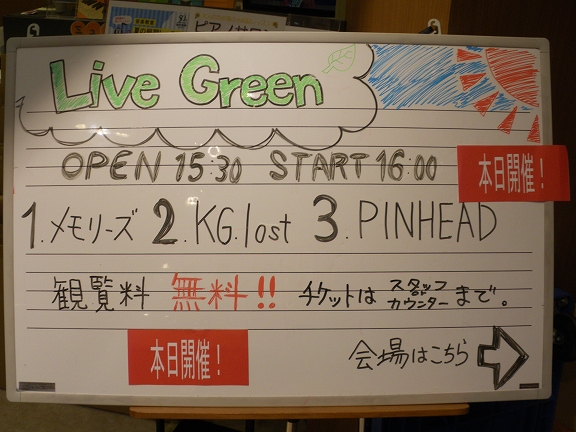 Live Green
OPEN 15:30 START 16:00
本日開催！
1.メモリーズ 2.KG.lost 3.PINHEAD
観覧料 無料!! チケットは スタッフ or カウンター まで。
本日開催！
会場はこちら